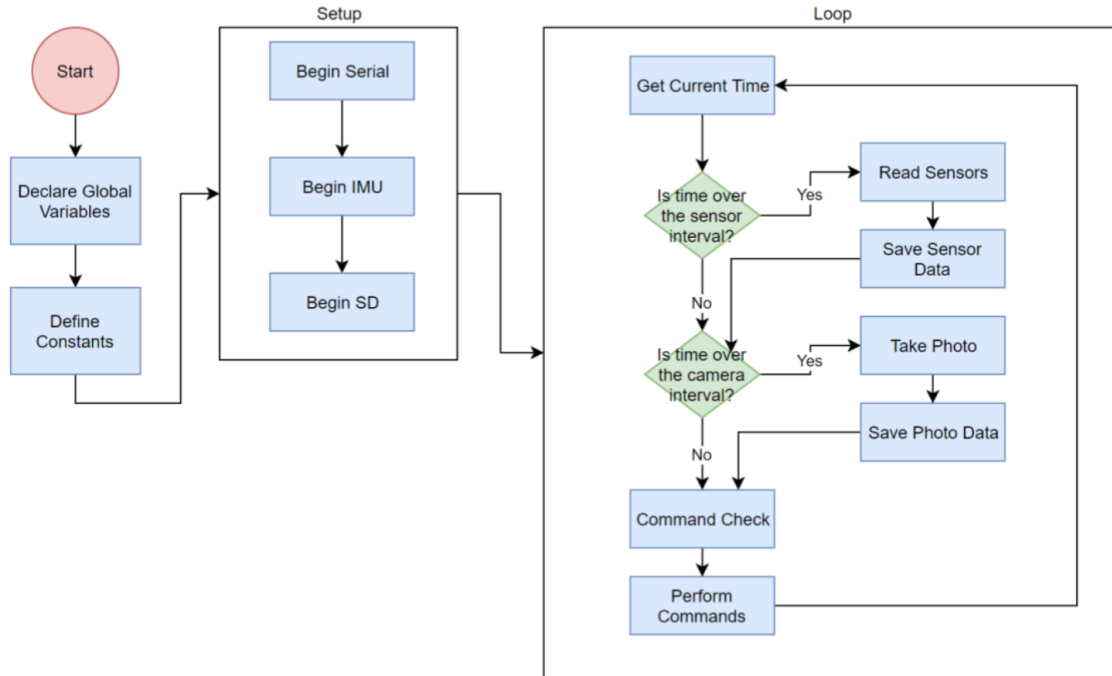 Setup
Loop
Start
Declare Global
Variables
Define
Constants
Begin Serial
Begin IMU
Begin SD
Get Current Time
Is time over
the sensor
interval?
Yes
Read Sensors
Save Sensor
Data
No
Is time over
the camera
interval?
Yes
Take Photo
Save Photo Data
No
Command Check
Perform
Commands